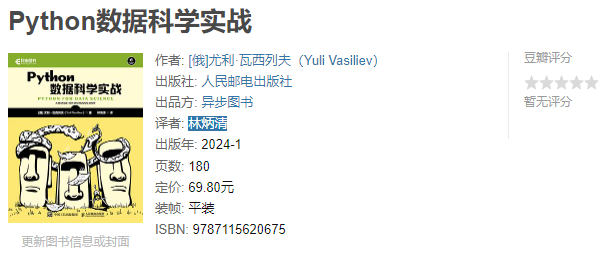 Python数据科学实战
异步图书
Python
数据科学实战
PYTHON FOR DATA SCIENCE
作者: [俄]尤利·瓦西列夫（Yuli Vasiliev）
出版社: 人民邮电出版社
出品方: 异步图书
译者: 林炳清
出版年: 2024-1
页数: 180
定价: 69.80元
装帧: 平装
ISBN: 9787115620675
更新图书信息或封面
豆瓣评分
暂无评分